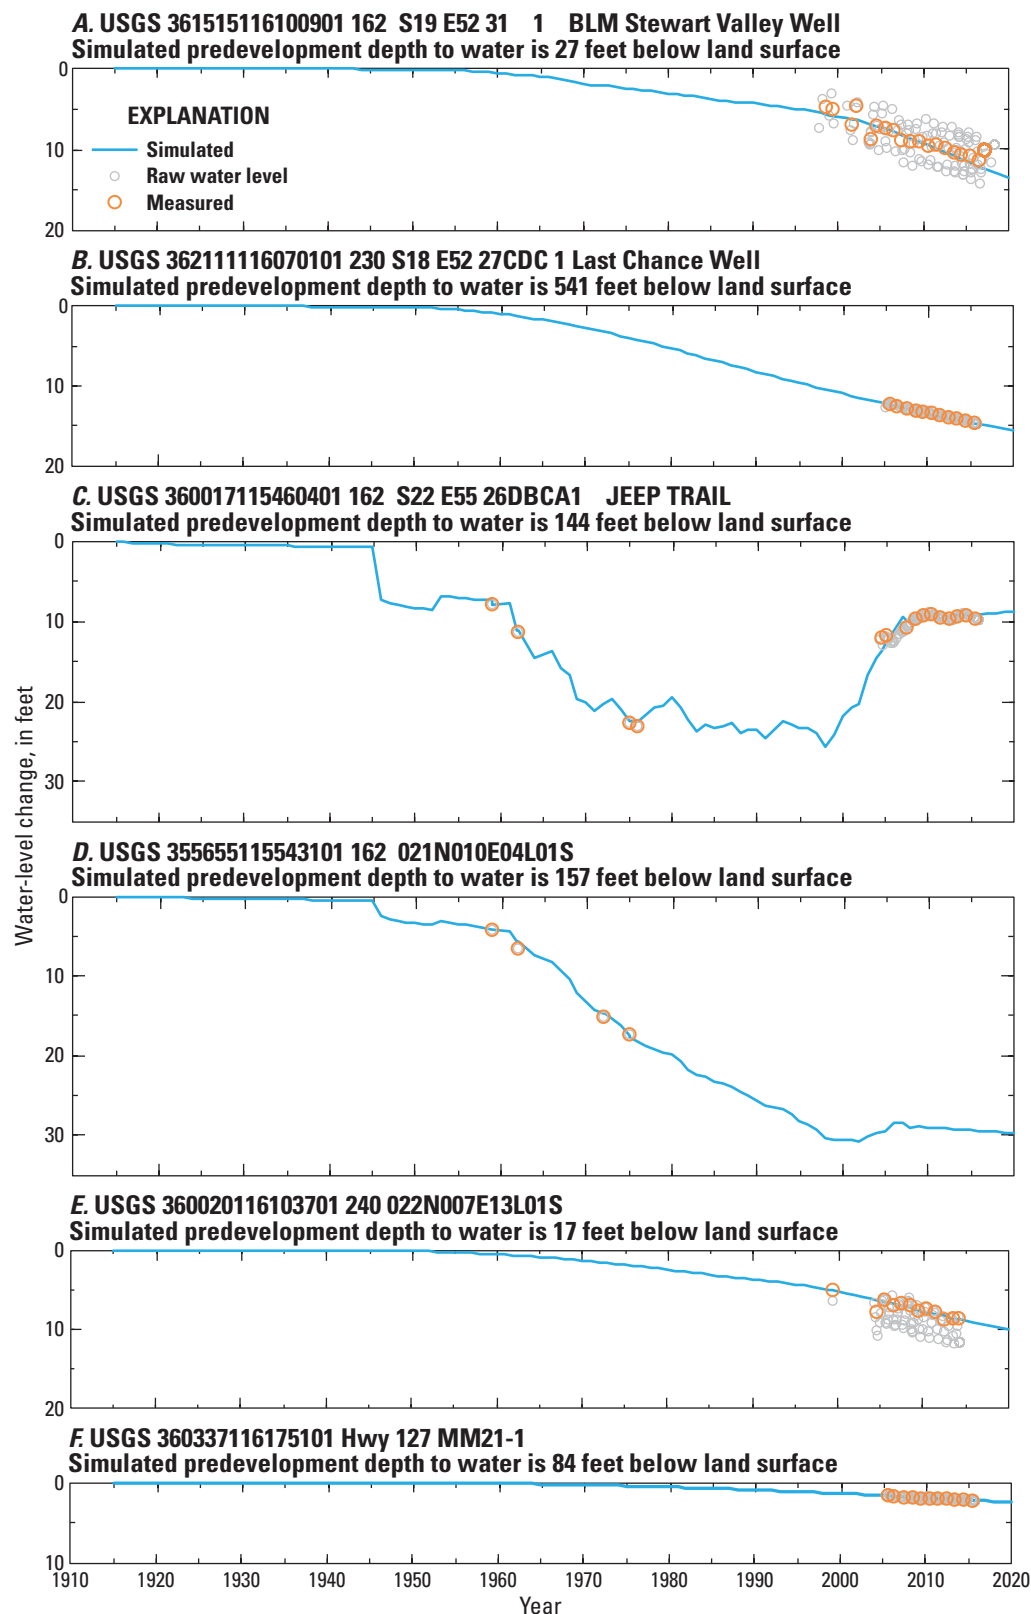 A. USGS 361515116100901 162 S19 E52 31 1 BLM Stewart Valley Well
Simulated predevelopment depth to water is 27 feet below land surface
0
10
20
EXPLANATION
Simulated
Raw water level
Measured
B. USGS 362111116070101 230 S18 E52 27CDC 1 Last Chance Well
Simulated predevelopment depth to water is 541 feet below land surface
0
10
20
C. USGS 360017115460401 162 S22 E55 26DBCA1 JEEP TRAIL
Simulated predevelopment depth to water is 144 feet below land surface
0
10
20
30
Water-level change, in feet
D. USGS 355655115543101 162 021N010E04L01S
Simulated predevelopment depth to water is 157 feet below land surface
0
10
20
30
E. USGS 360020116103701 240 022N007E13L01S
Simulated predevelopment depth to water is 17 feet below land surface
0
10
20
F. USGS 360337116175101 Hwy 127 MM21-1
Simulated predevelopment depth to water is 84 feet below land surface
0
10
1910 1920 1930 1940 1950 1960 1970 1980 1990 2000 2010 2020
Year